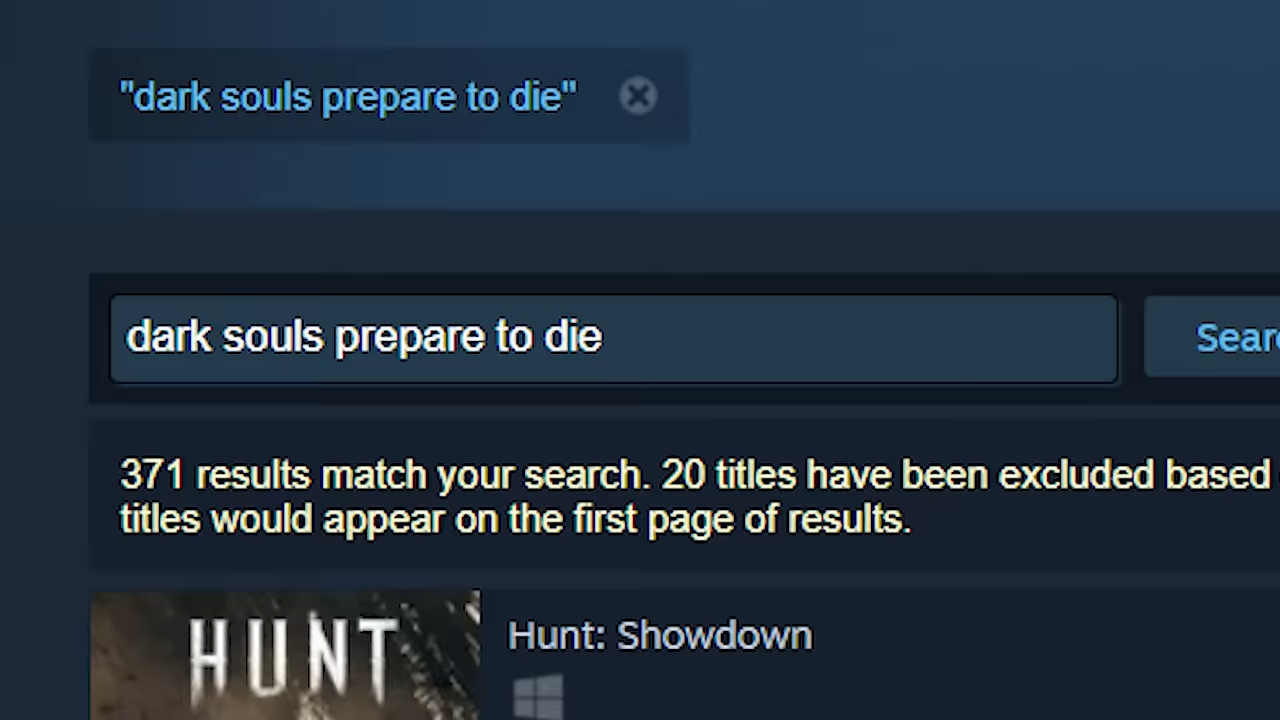 "dark souls prepare to die"
dark souls prepare to die
371 results match your search. 20 titles have been excluded based
titles would appear on the first page of results.
HUNT
Hunt: Showdown